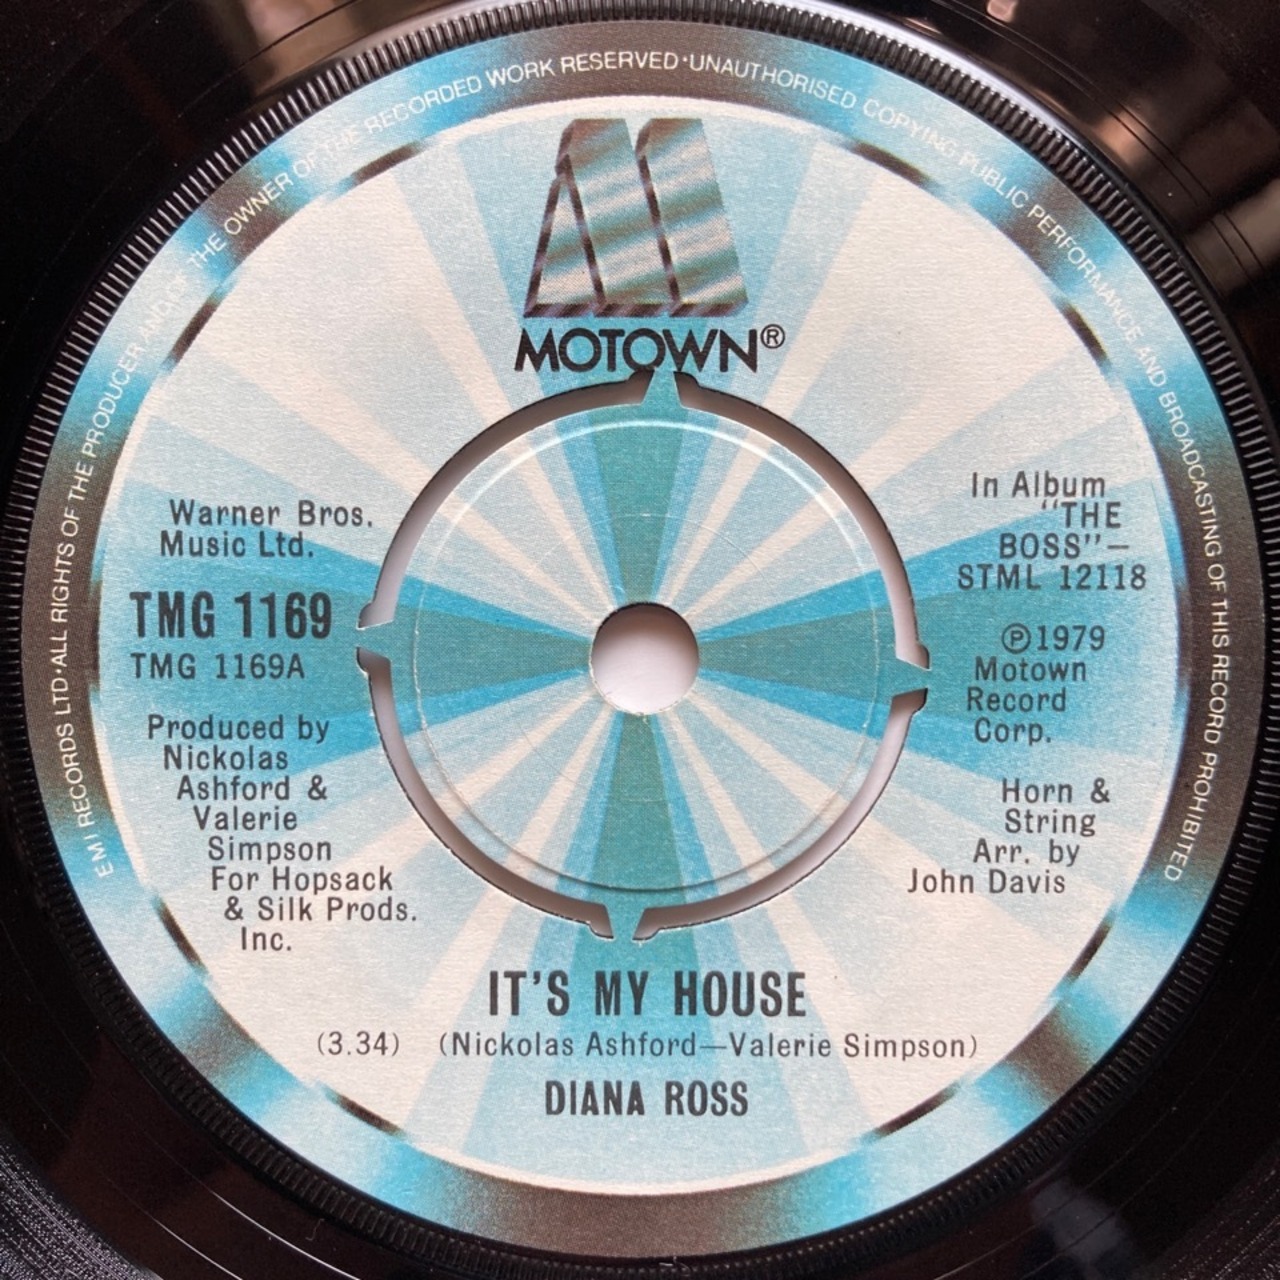 EMI RECORDS LTD·ALL RIGHTS OF THE PRODUCER AND OF THE OWNER OF THE RECORDED WORK RESERVED·UNAUTHORISED COPYING PUBLIC PERFORMANCE AND BROADCASTING OF THIS RECORD PROHIBITED
MOTOWN®
Warner Bros.
Music Ltd.
TMG 1169
TMG 1169A
Produced by
Nickolas
Ashford &
Valerie
Simpson
For Hopsack
& Silk Prods.
Inc.
In Album
"THE
BOSS"—
STML 12118
℗1979
Motown
Record
Corp.
Horn &
String
Arr. by
John Davis
IT'S MY HOUSE
(3.34) (Nickolas Ashford—Valerie Simpson)
DIANA ROSS